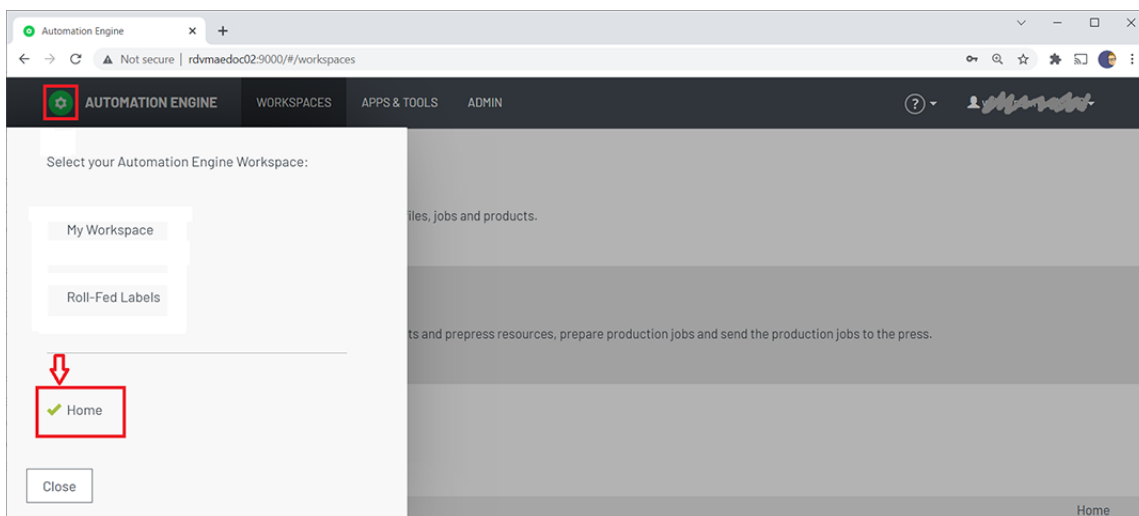 Automation Engine
Not secure | rdvmaedoc02:9000/#/workspaces
AUTOMATION ENGINE WORKSPACES APPS & TOOLS ADMIN
Select your Automation Engine Workspace:
iles, jobs and products.
My Workspace
Roll-Fed Labels
ts and prepress resources, prepare production jobs and send the production jobs to the press.
Home
Close
Home